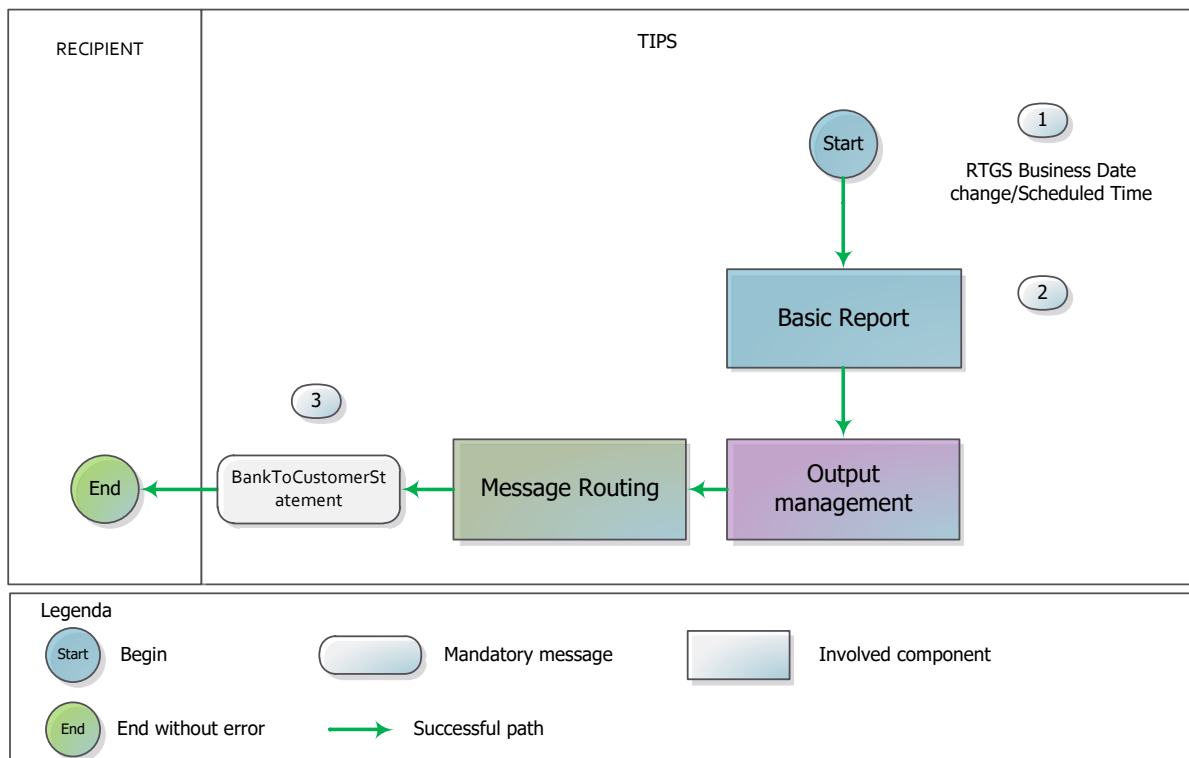 RECIPIENT
TIPS
Start
1
RTGS Business Date
change/Scheduled Time
Basic Report
2
3
End
BankToCustomerSt
atement
Message Routing
Output
management
Legenda
Start
Begin
Mandatory message
Involved component
End
End without error
Successful path